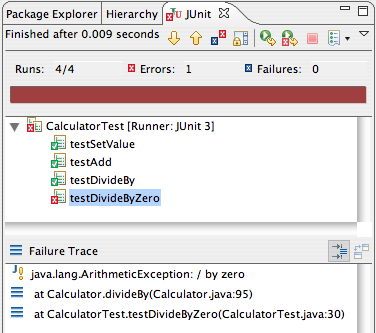 Package Explorer Hierarchy JUnit
Finished after 0.009 seconds
Runs: 4/4 Errors: 1 Failures: 0
CalculatorTest [Runner: JUnit 3]
testSetValue
testAdd
testDivideBy
testDivideByZero
Failure Trace
java.lang.ArithmeticException: / by zero
at Calculator.divideBy(Calculator.java:95)
at CalculatorTest.testDivideByZero(CalculatorTest.java:30)